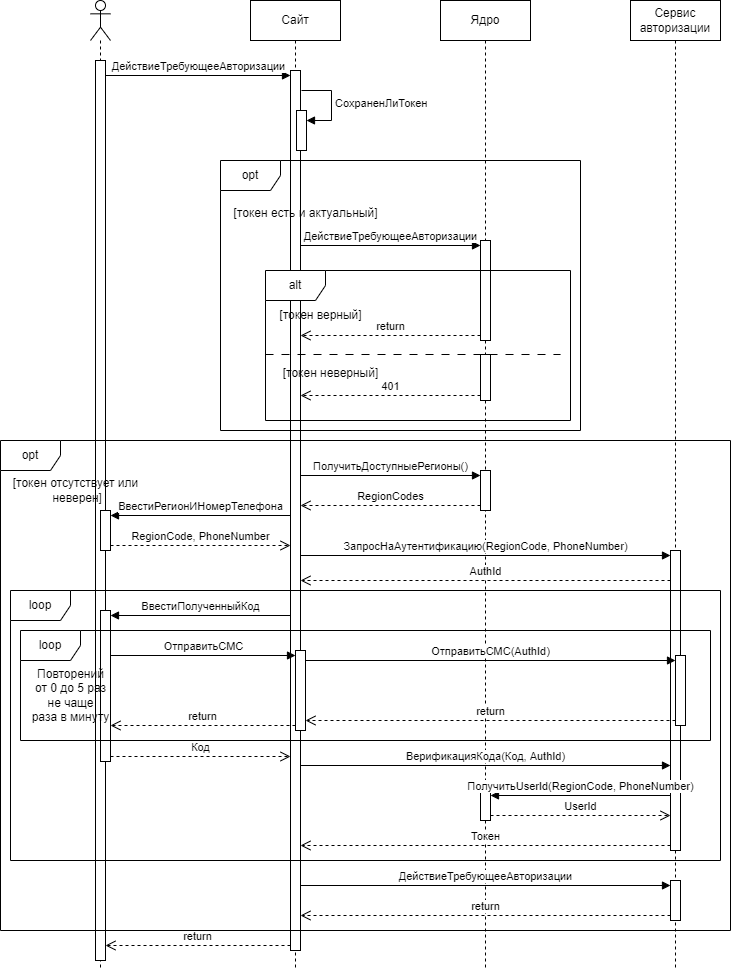 Сайт
Ядро
Сервис
авторизации
ДействиеТребующееАвторизации
СохраненЛиТокен
opt
[токен есть и актуальный]
ДействиеТребующееАвторизации
alt
[токен верный]
return
[токен неверный]
401
opt
[токен отсутствует или
неверен]
ПолучитьДоступныеРегионы()
RegionCodes
ВвестиРегионИНомерТелефона
RegionCode, PhoneNumber
ЗапросНаАутентификацию(RegionCode, PhoneNumber)
AuthId
loop
ВвестиПолученныйКод
loop
ОтправитьСМС
ОтправитьСМС(AuthId)
Повторений
от 0 до 5 раз
не чаще
раза в минуту
return
return
Код
ВерификацияКода(Код, AuthId)
ПолучитьUserId(RegionCode, PhoneNumber)
UserId
Токен
ДействиеТребующееАвторизации
return
return